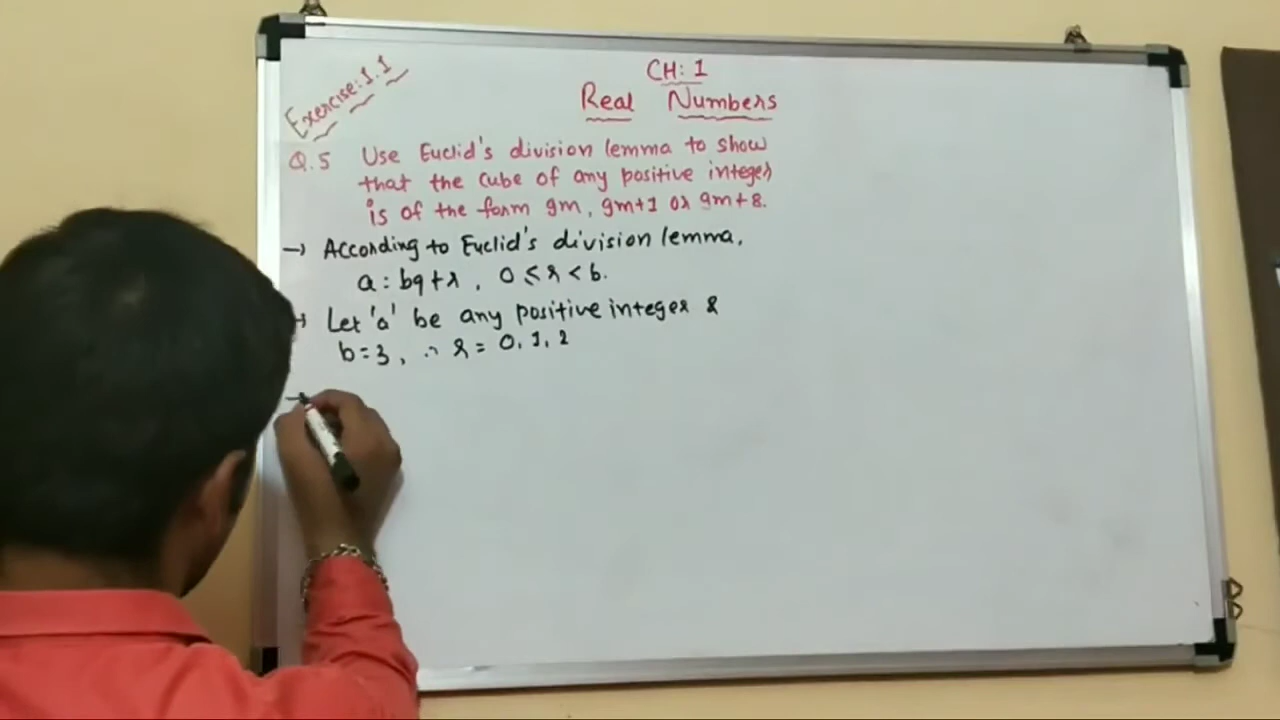 Exercise: 1.1
CH: 1
Real Numbers
Q.5 Use Euclid's division lemma to show
that the cube of any positive integer
is of the form 9m, 9m+1 or 9m+8.
→ According to Euclid's division lemma,
a = bq+r, 0 ≤ r < b.
→ Let 'a' be any positive integer &
b=3, ∴ r = 0, 1, 2